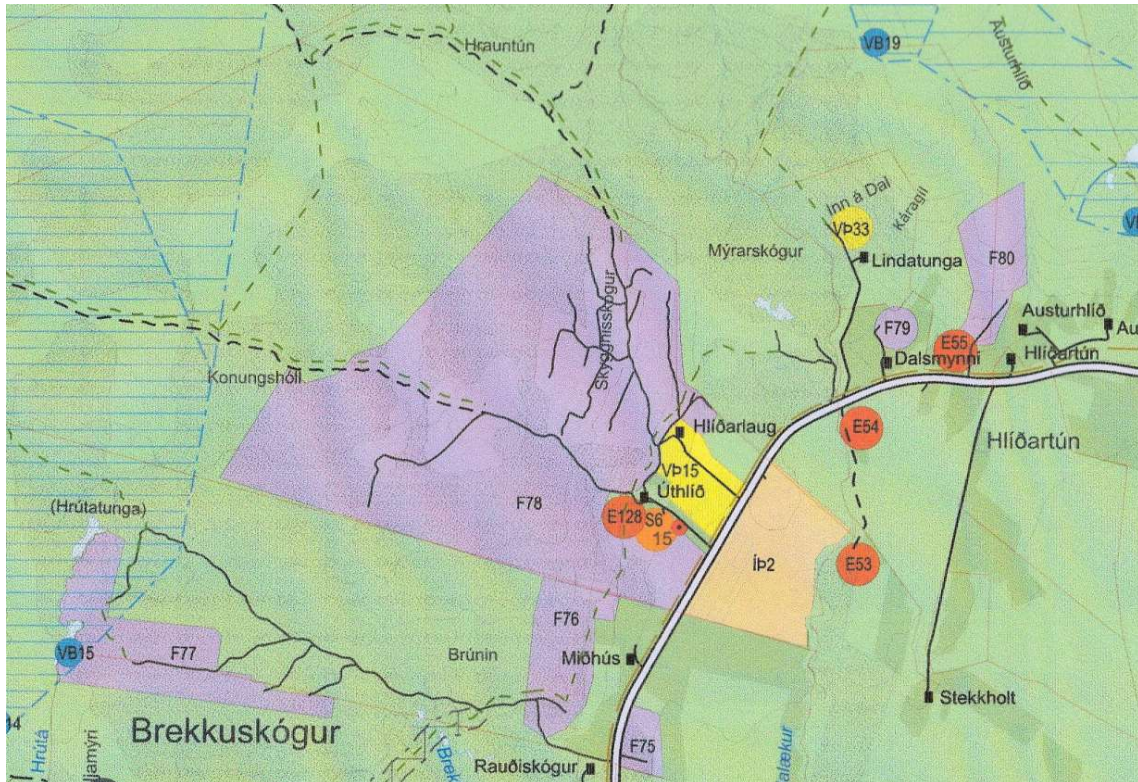 Hrauntún
VB19
Austurhlíð
Inn á Dal
Káragil
VÞ33
Mýrarskógur
Lindatunga
F80
Skyggnisskógur
F79
Austurhlíð
Au
E55
Dalsmynni
Hlíðartún
Konungshóll
Hlíðarlaug
E54
Hlíðartún
VÞ15
Úthlíð
(Hrútatunga)
F78
E128
S6
15
ÍÞ2
E53
F76
VB15
F77
Brúnin
Miðhús
Stekkholt
Brekkuskógur
Hrútá
F75
Rauðiskógur